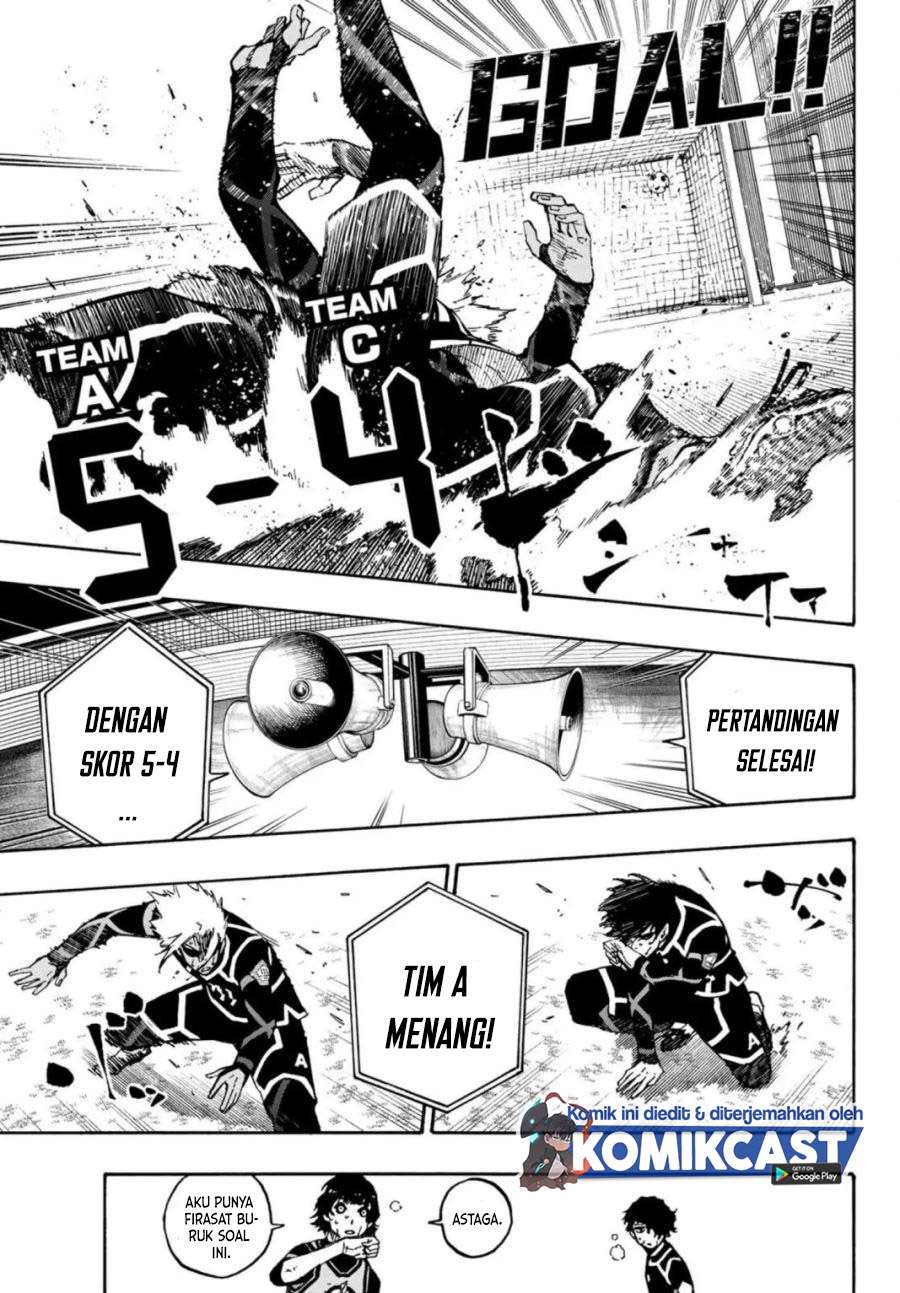 GOAL!!
TEAM
C
TEAM
A
5-4
PERTANDINGAN
SELESAI!
DENGAN
SKOR 5-4
...
TIM A
MENANG!
A
A
Komik ini diedit & diterjemahkan oleh
KOMIKCAST
GET IT ON
Google Play
ASTAGA.
AKU PUNYA
FIRASAT BU-
RUK SOAL
INI.